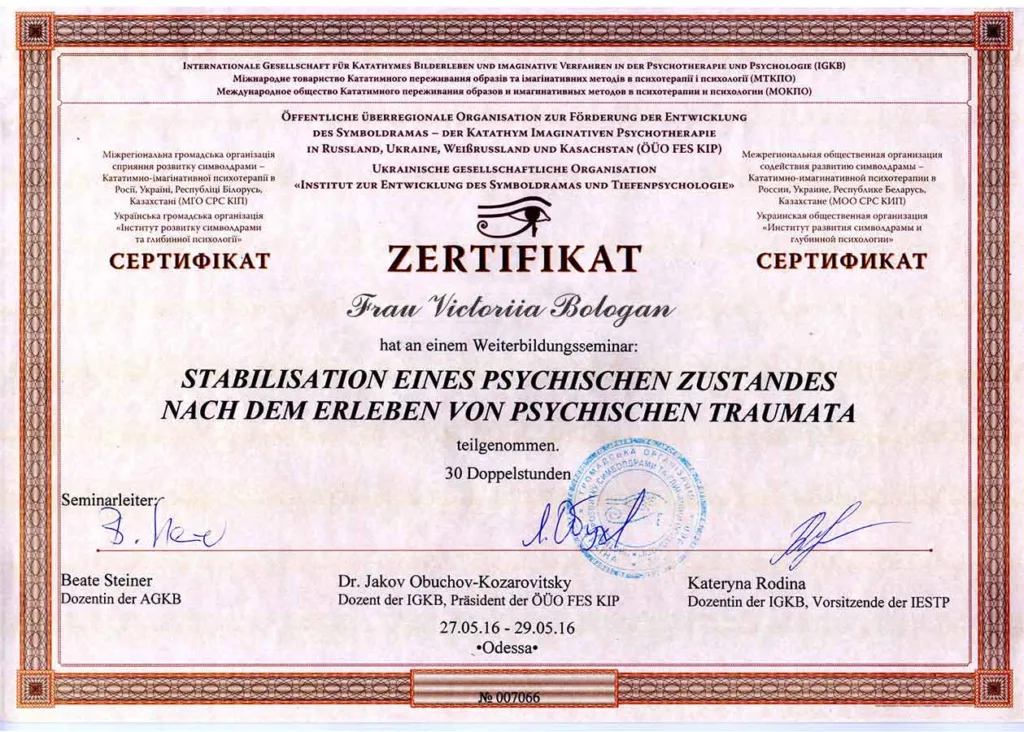 Internationale Gesellschaft für Katathymes Bilderleben und imaginative Verfahren in der Psychotherapie und Psychologie (IGKB)
Міжнародне товариство Кататимного переживання образів та імагінативних методів в психотерапії і психології (МТКПО)
Международное общество Кататимного переживания образов и имагинативных методов в психотерапии и психологии (МОКПО)
Öffentliche überregionale Organisation zur Förderung der Entwicklung
des Symboldramas – der Katathym Imaginativen Psychotherapie
in Russland, Ukraine, Weißrussland und Kasachstan (ÖÜO FES KIP)
Ukrainische gesellschaftliche Organisation
«Institut zur Entwicklung des Symboldramas und Tiefenpsychologie»
Міжрегіональна громадська організація
сприяння розвитку символдрами –
Кататимно-імагінативної психотерапії в
Росії, Україні, Республіці Білорусь,
Казахстані (МГО СРС КІП)
Українська громадська організація
«Інститут розвитку символдрами
та глибинної психології»
СЕРТИФІКАТ
Межрегиональная общественная организация
содействия развитию символдрамы –
Кататимно-имагинативной психотерапии в
России, Украине, Республике Беларусь,
Казахстане (МОО СРС КИП)
Украинская общественная организация
«Институт развития символдрамы и
глубинной психологии»
СЕРТИФИКАТ
ZERTIFIKAT
Frau Victoriia Bologan
hat an einem Weiterbildungsseminar:
STABILISATION EINES PSYCHISCHEN ZUSTANDES
NACH DEM ERLEBEN VON PSYCHISCHEN TRAUMATA
teilgenommen.
30 Doppelstunden
Seminarleiter:
Beate Steiner
Dozentin der AGKB
Dr. Jakov Obuchov-Kozarovitsky
Dozent der IGKB, Präsident der ÖÜO FES KIP
Kateryna Rodina
Dozentin der IGKB, Vorsitzende der IESTP
27.05.16 - 29.05.16
•Odessa•
№ 007066